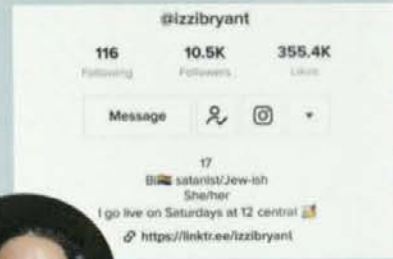 @izzibryant
116 10.5K 355.4K
Following Followers Likes
Message
17
Bi🏳️‍🌈 satanist/Jew-ish
She/her
I go live on Saturdays at 12 central
https://linktr.ee/izzibryant